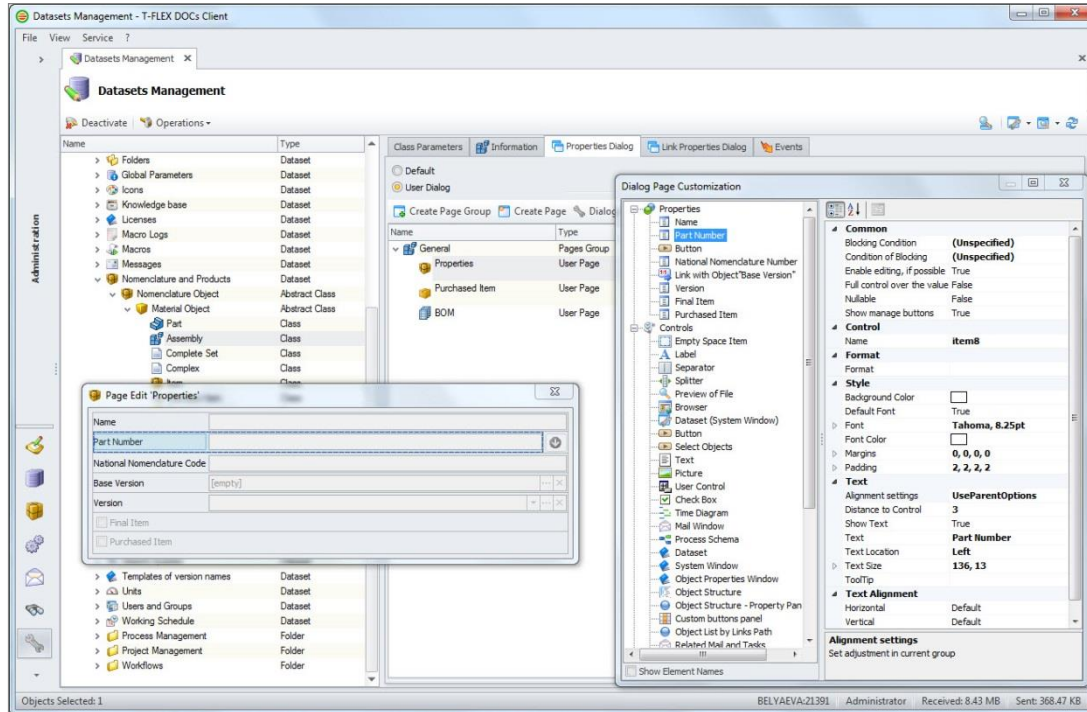 Datasets Management - T-FLEX DOCs Client
File View Service ?
Datasets Management
Datasets Management
Deactivate Operations
Administration
Name Type
Folders Dataset
Global Parameters Dataset
Icons Dataset
Knowledge base Dataset
Licenses Dataset
Macro Logs Dataset
Macros Dataset
Messages Dataset
Nomenclature and Products Dataset
Nomenclature Object Abstract Class
Material Object Abstract Class
Part Class
Assembly Class
Complete Set Class
Complex Class
Templates of version names Dataset
Units Dataset
Users and Groups Dataset
Working Schedule Dataset
Process Management Folder
Project Management Folder
Workflows Folder
Class Parameters Information Properties Dialog Link Properties Dialog Events
Default
User Dialog
Create Page Group Create Page Dialog
Name Type
General Pages Group
Properties User Page
Purchased Item User Page
BOM User Page
Page Edit 'Properties'
Name
Part Number
National Nomenclature Code
Base Version [empty]
Version
Final Item
Purchased Item
Dialog Page Customization
Properties
Name
Part Number
Button
National Nomenclature Number
Link with Object"Base Version"
Version
Final Item
Purchased Item
Controls
Empty Space Item
Label
Separator
Splitter
Preview of File
Browser
Dataset (System Window)
Button
Select Objects
Text
Picture
User Control
Check Box
Time Diagram
Mail Window
Process Schema
Dataset
System Window
Object Properties Window
Object Structure
Object Structure - Property Pan
Custom buttons panel
Object List by Links Path
Related Mail and Tasks
Show Element Names
Common
Blocking Condition (Unspecified)
Condition of Blocking (Unspecified)
Enable editing, if possible True
Full control over the value False
Nullable False
Show manage buttons True
Control
Name item8
Format
Format
Style
Background Color
Default Font True
Font Tahoma, 8.25pt
Font Color
Margins 0, 0, 0, 0
Padding 2, 2, 2, 2
Text
Alignment settings UseParentOptions
Distance to Control 3
Show Text True
Text Part Number
Text Location Left
Text Size 136, 13
ToolTip
Text Alignment
Horizontal Default
Vertical Default
Alignment settings
Set adjustment in current group
Objects Selected: 1 BELYAEVA:21391 Administrator Received: 8.43 MB Sent: 368.47 KB